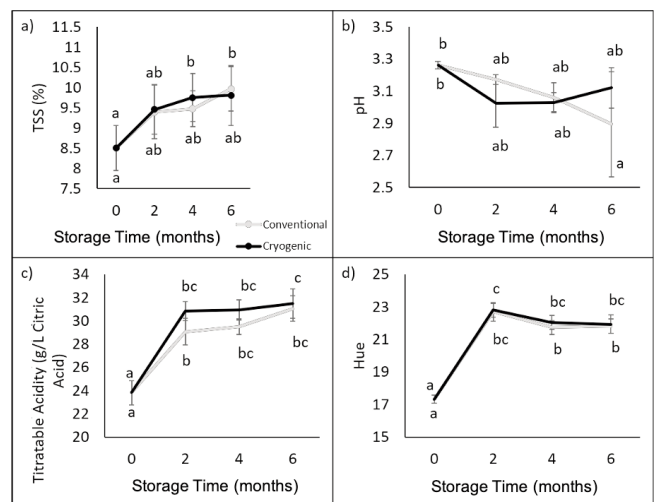 a)
TSS (%)
11.5
11
10.5
10
9.5
9
8.5
8
7.5
a
a
ab
ab
b
ab
b
ab
0 2 4 6
Storage Time (months)
Conventional
Cryogenic
b)
pH
3.5
3.3
3.1
2.9
2.7
2.5
b
ab
ab
ab
ab
ab
a
0 2 4 6
Storage Time (months)
c)
Titratable Acidity (g/L Citric
Acid)
34
32
30
28
26
24
22
20
a
a
bc
b
bc
bc
c
bc
0 2 4 6
Storage Time (months)
d)
Hue
25
23
21
19
17
15
a
a
c
bc
bc
b
bc
b
0 2 4 6
Storage Time (months)